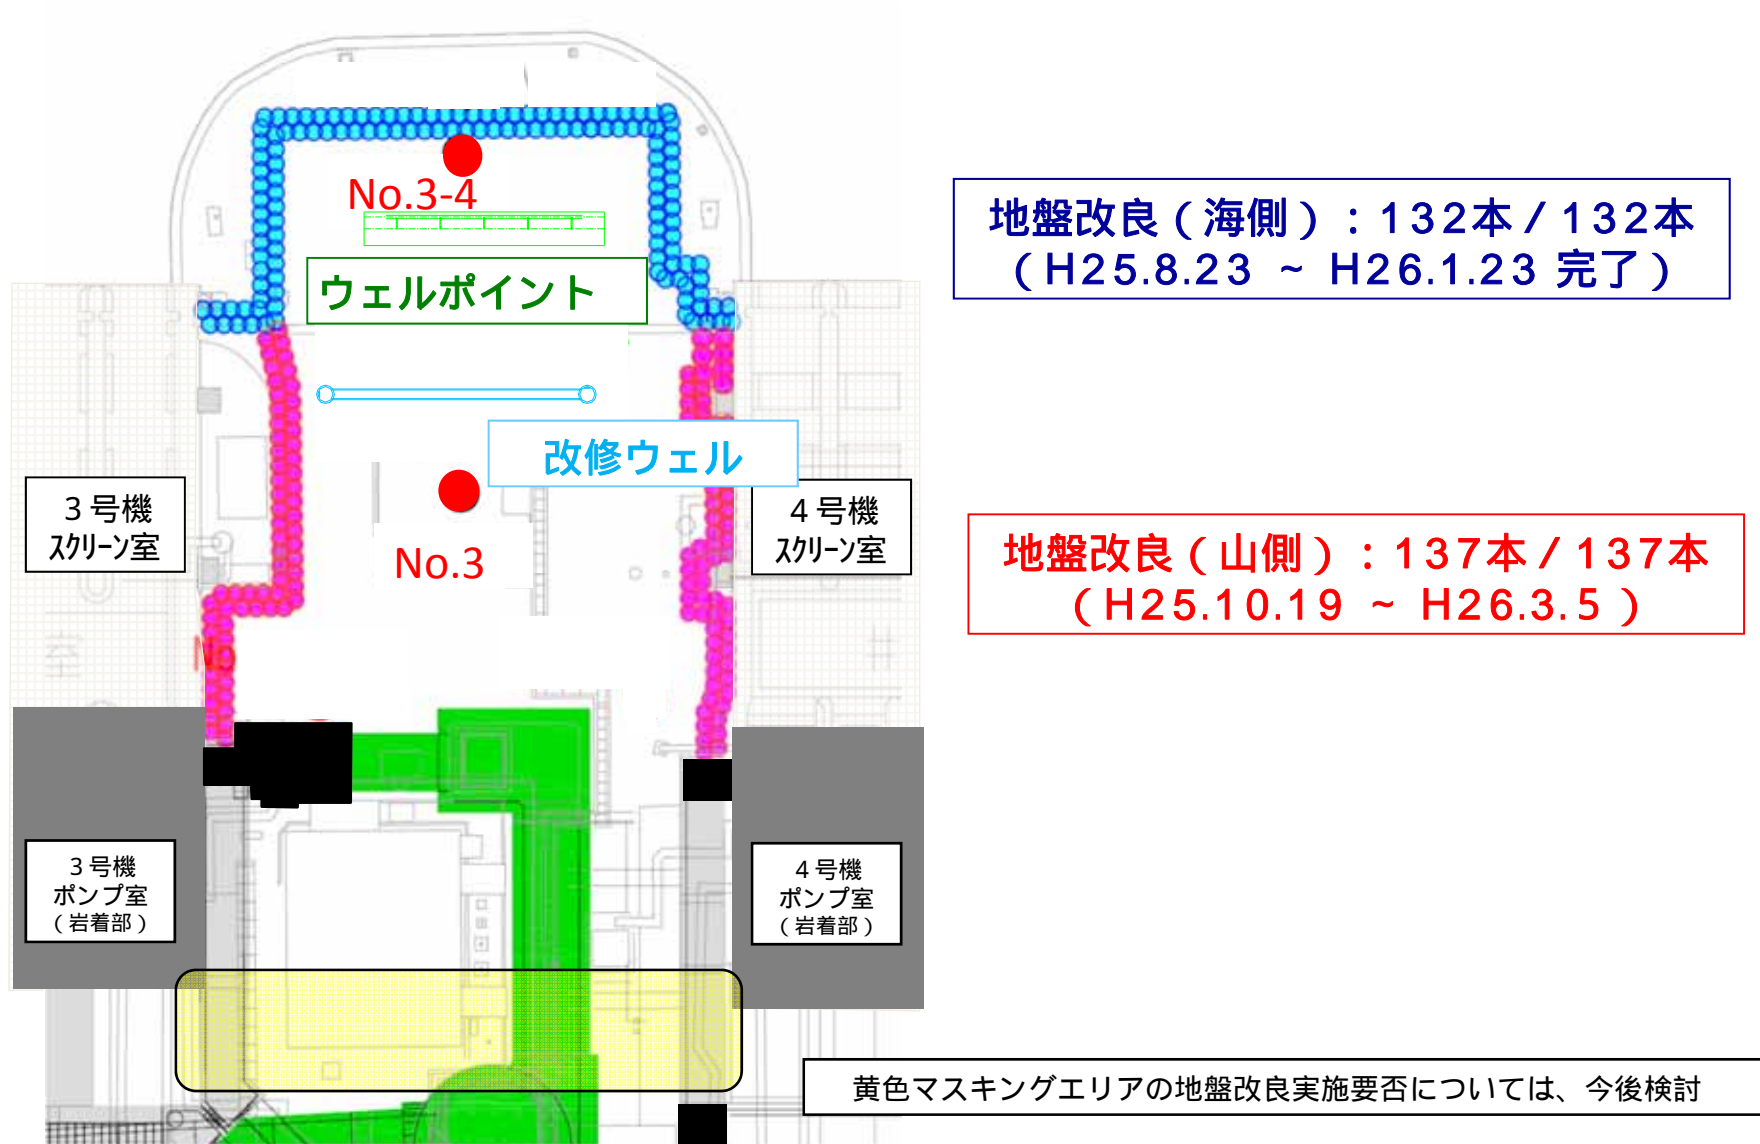 No.3-4
ウェルポイント
地盤改良（海側）：132本／132本
（H25.8.23 ～ H26.1.23 完了）
改修ウェル
No.3
３号機
スクリーン室
４号機
スクリーン室
地盤改良（山側）：137本／137本
（H25.10.19 ～ H26.3.5 ）
３号機
ポンプ室
（岩着部）
４号機
ポンプ室
（岩着部）
黄色マスキングエリアの地盤改良実施要否については、今後検討